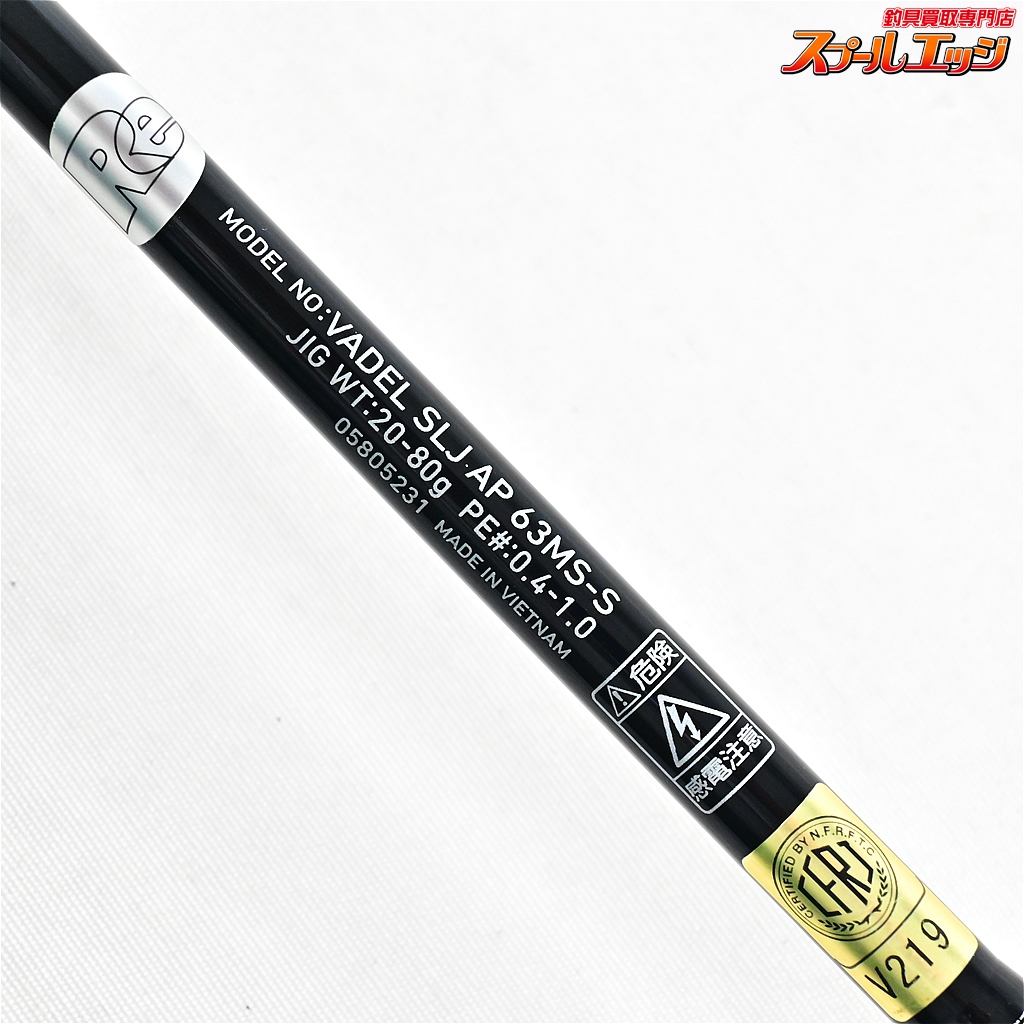 釣具買取専門店
スプールエッジ
Re
MODEL NO:VADEL SLJ AP 63MS-S
JIG WT:20-80g PE#:0.4-1.0
05805231 MADE IN VIETNAM
危険
感電注意
CERTIFIED BY N.F.R.F.T.C
V219